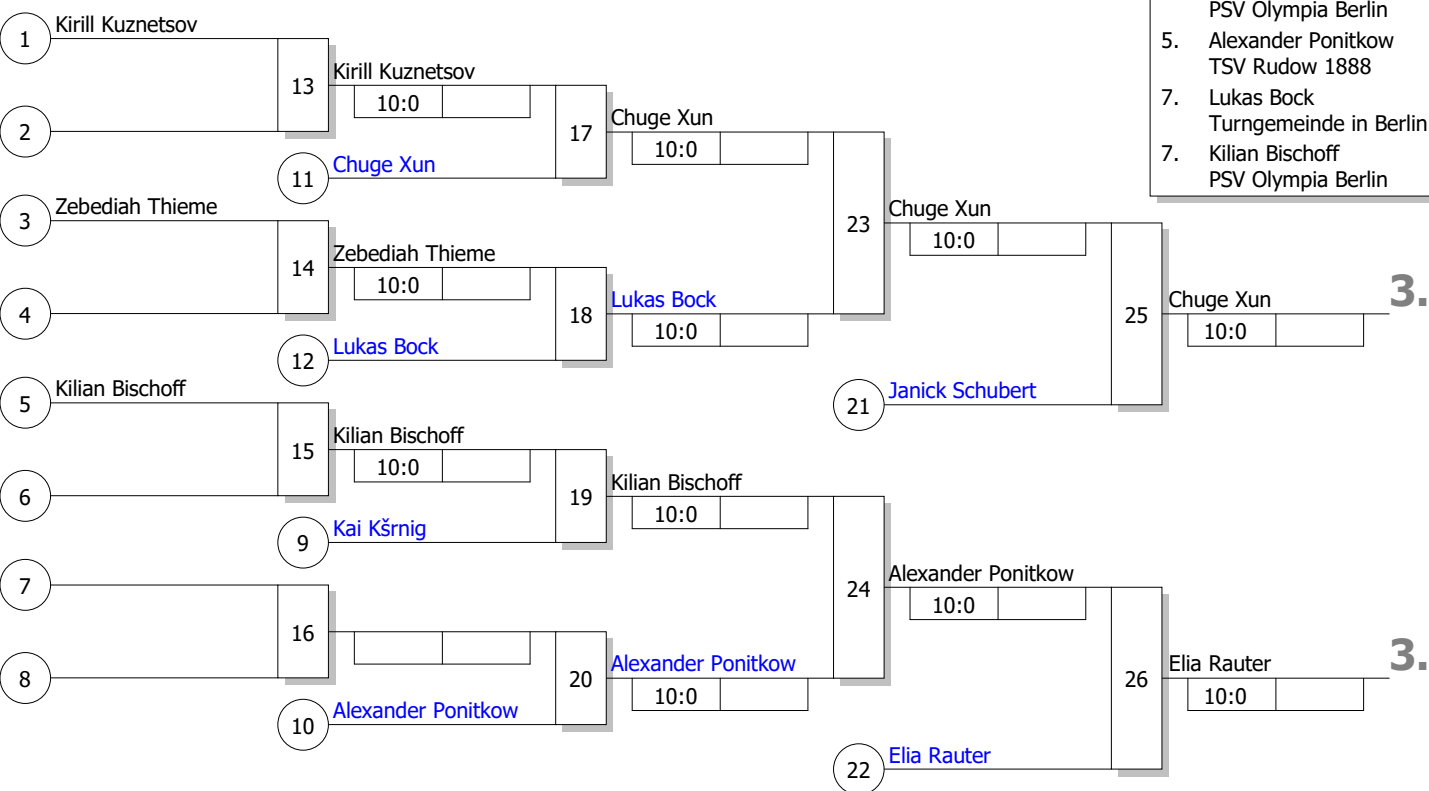 PSV Olympia Berlin
5. Alexander Ponitkow
TSV Rudow 1888
7. Lukas Bock
Turngemeinde in Berlin
7. Kilian Bischoff
PSV Olympia Berlin
1 Kirill Kuznetsov
13 Kirill Kuznetsov
10:0
2
17 Chuge Xun
10:0
11 Chuge Xun
3 Zebediah Thieme
23 Chuge Xun
10:0
14 Zebediah Thieme
10:0
4
18 Lukas Bock
10:0
25 Chuge Xun 3.
10:0
12 Lukas Bock
5 Kilian Bischoff
21 Janick Schubert
15 Kilian Bischoff
10:0
6
19 Kilian Bischoff
10:0
9 Kai Kšrnig
7
24 Alexander Ponitkow
10:0
16
8
20 Alexander Ponitkow
10:0
26 Elia Rauter 3.
10:0
10 Alexander Ponitkow
22 Elia Rauter